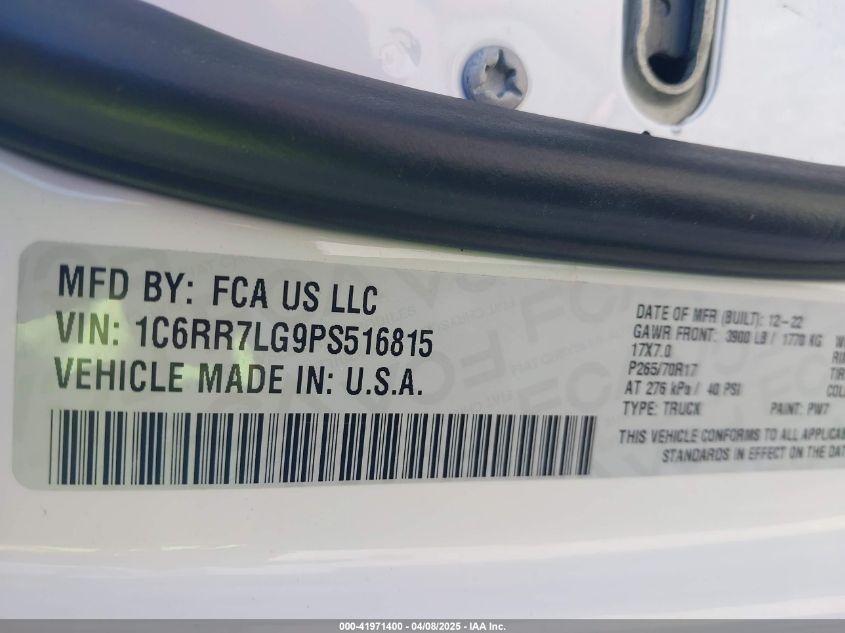 MFD BY: FCA US LLC
VIN: 1C6RR7LG9PS516815
VEHICLE MADE IN: U.S.A.
DATE OF MFR (BUILT): 12-22
GAWR FRONT: 3900 LB / 1770 KG
17X7.0
P265/70R17
AT 276 kPa / 40 PSI
TYPE: TRUCK PAINT: PW7
THIS VEHICLE CONFORMS TO ALL
STANDARDS IN EFFECT ON THE
000-41971400 - 04/08/2025 - IAA Inc.